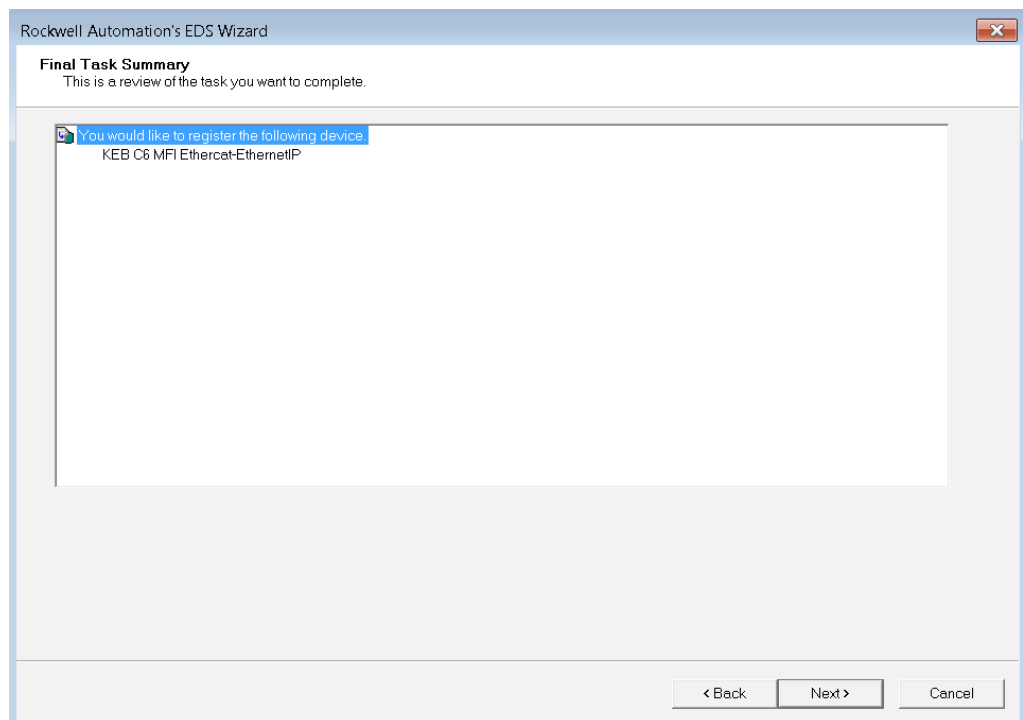 Rockwell Automation's EDS Wizard
Final Task Summary
This is a review of the task you want to complete.
You would like to register the following device.
KEB C6 MFI Ethercat-EthernetIP
< Back
Next >
Cancel